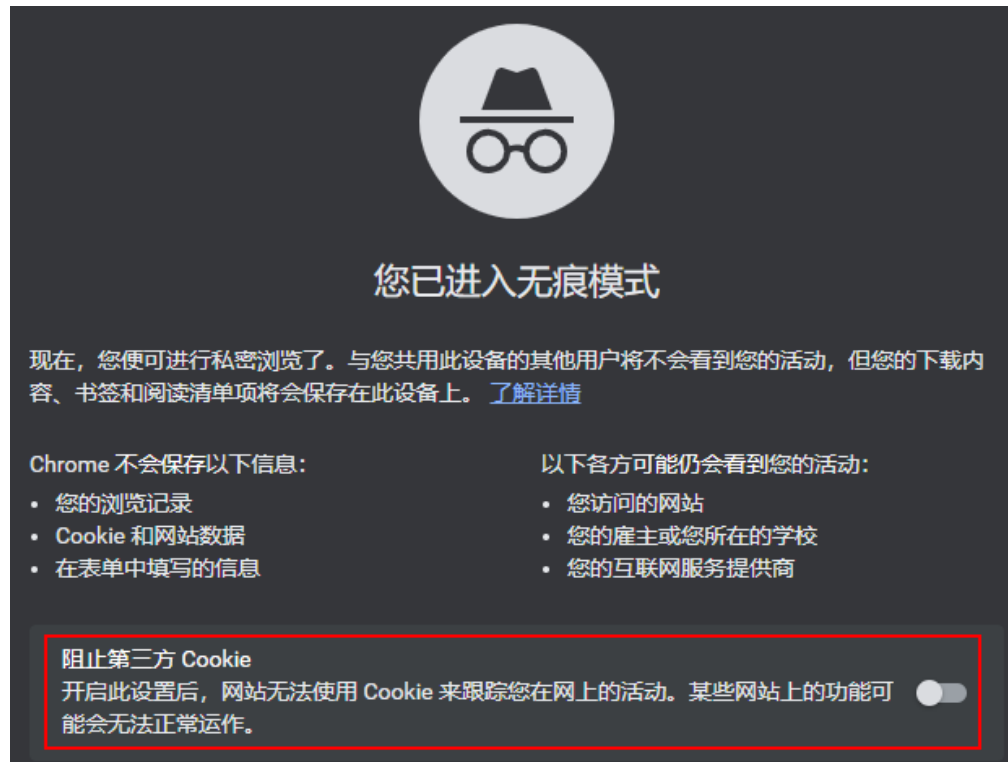 您已进入无痕模式
现在，您便可进行私密浏览了。与您共用此设备的其他用户将不会看到您的活动，但您的下载内
容、书签和阅读清单项将会保存在此设备上。 了解详情
Chrome 不会保存以下信息：
• 您的浏览记录
• Cookie 和网站数据
• 在表单中填写的信息
以下各方可能仍会看到您的活动：
• 您访问的网站
• 您的雇主或您所在的学校
• 您的互联网服务提供商
阻止第三方 Cookie
开启此设置后，网站无法使用 Cookie 来跟踪您在网上的活动。某些网站上的功能可
能会无法正常运作。